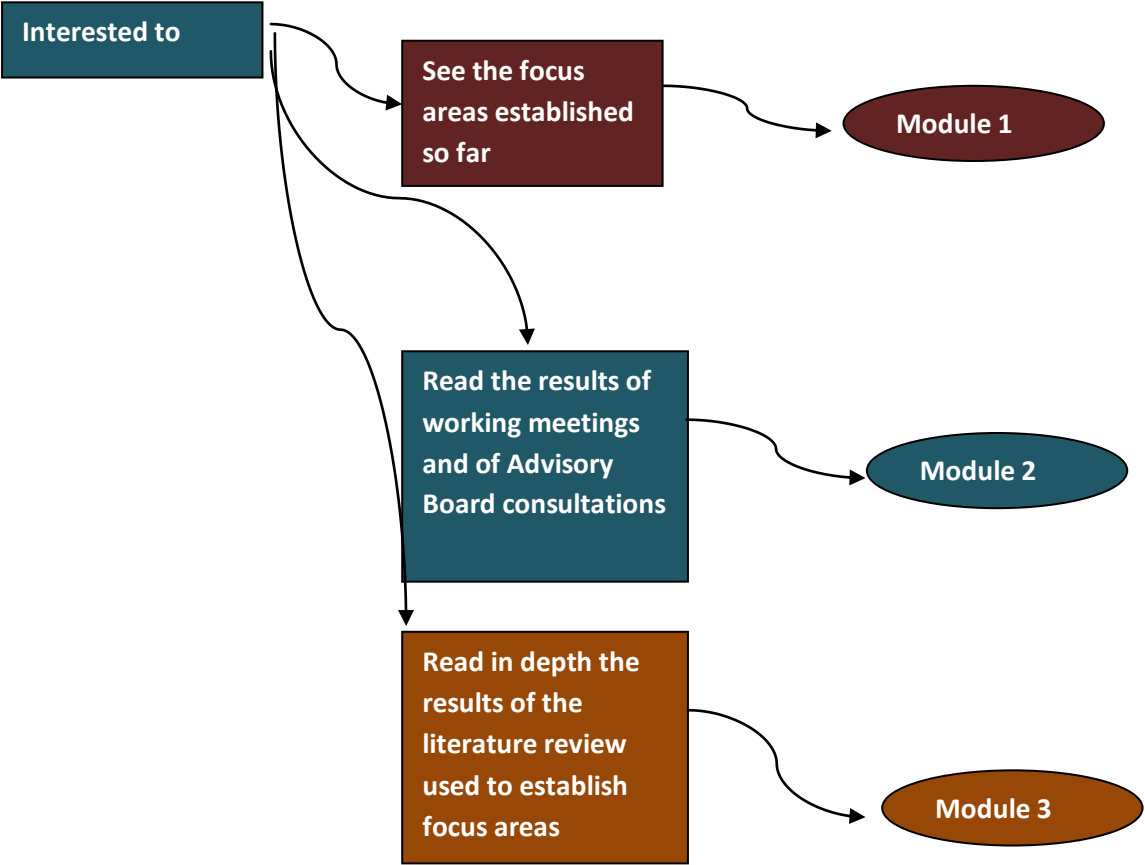 Interested to
See the focus
areas established
so far
Module 1
Read the results of
working meetings
and of Advisory
Board consultations
Module 2
Read in depth the
results of the
literature review
used to establish
focus areas
Module 3